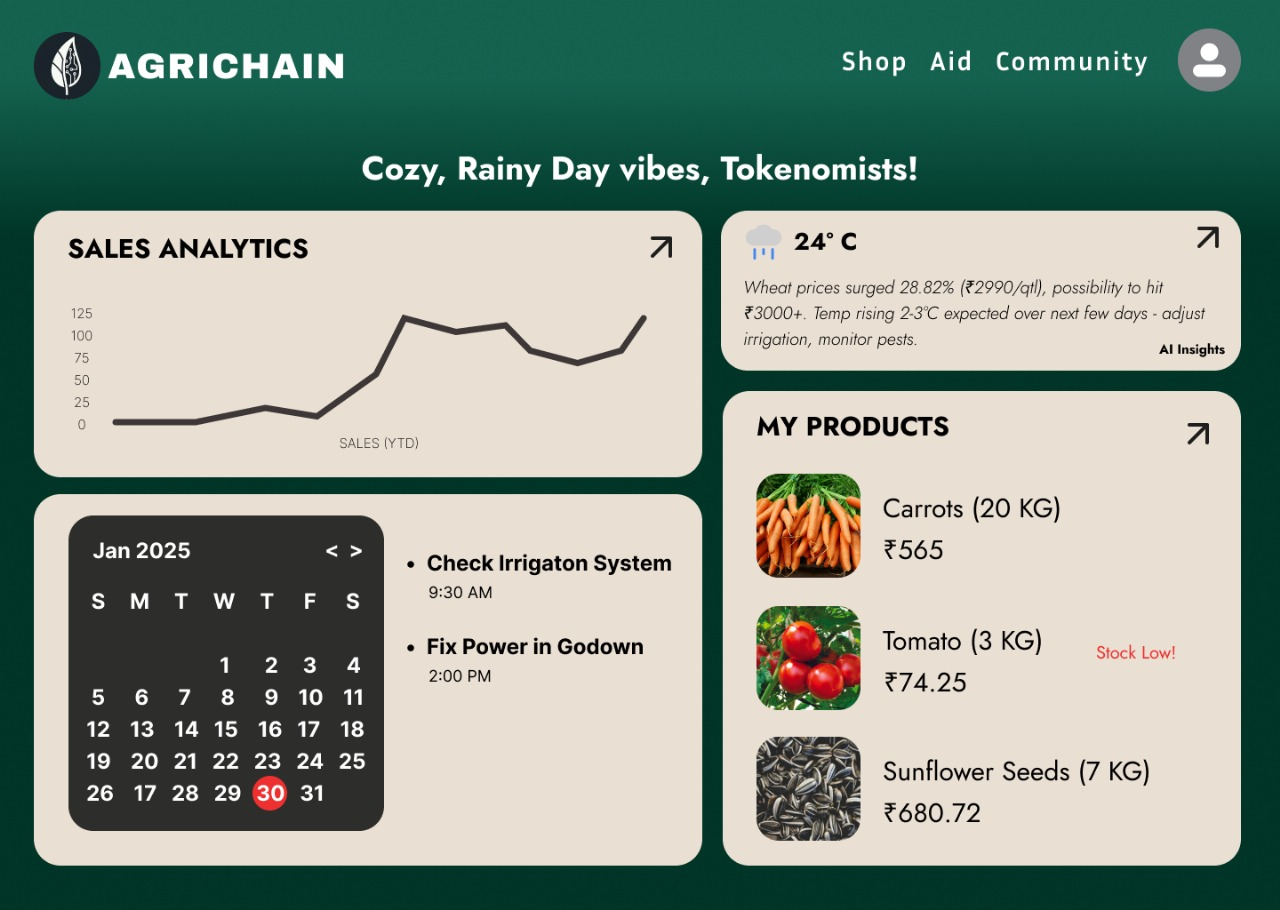 AGRICHAIN
Shop Aid Community
Cozy, Rainy Day vibes, Tokenomists!
SALES ANALYTICS
125
100
75
50
25
0
SALES (YTD)
24° C
Wheat prices surged 28.82% (₹2990/qtl), possibility to hit
₹3000+. Temp rising 2-3°C expected over next few days - adjust
irrigation, monitor pests.
AI Insights
Jan 2025 < >
S M T W T F S
1 2 3 4
5 6 7 8 9 10 11
12 13 14 15 16 17 18
19 20 21 22 23 24 25
26 17 28 29 30 31
• Check Irrigaton System
9:30 AM
• Fix Power in Godown
2:00 PM
MY PRODUCTS
Carrots (20 KG)
₹565
Tomato (3 KG)
₹74.25
Stock Low!
Sunflower Seeds (7 KG)
₹680.72